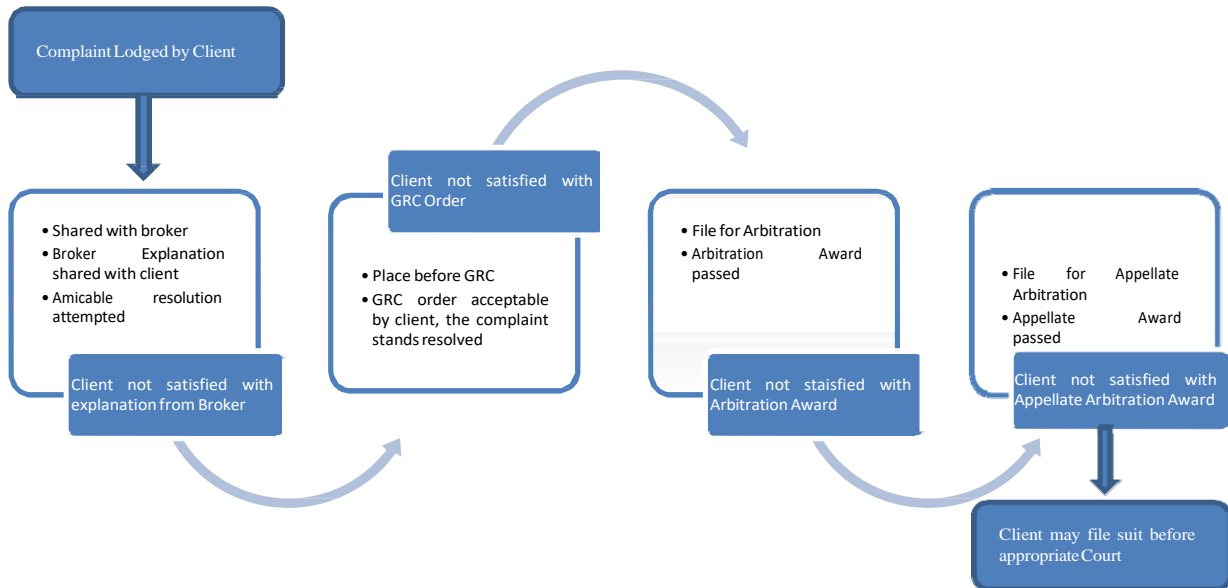 Complaint Lodged by Client
• Shared with broker
• Broker Explanation
shared with client
• Amicable resolution
attempted
Client not satisfied with
explanation from Broker
Client not satisfied with
GRC Order
• Place before GRC
• GRC order acceptable
by client, the complaint
stands resolved
• File for Arbitration
• Arbitration Award
passed
Client not staisfied with
Arbitration Award
• File for Appellate
Arbitration
• Appellate Award
passed
Client not satisfied with
Appellate Arbitration Award
Client may file suit before
appropriate Court